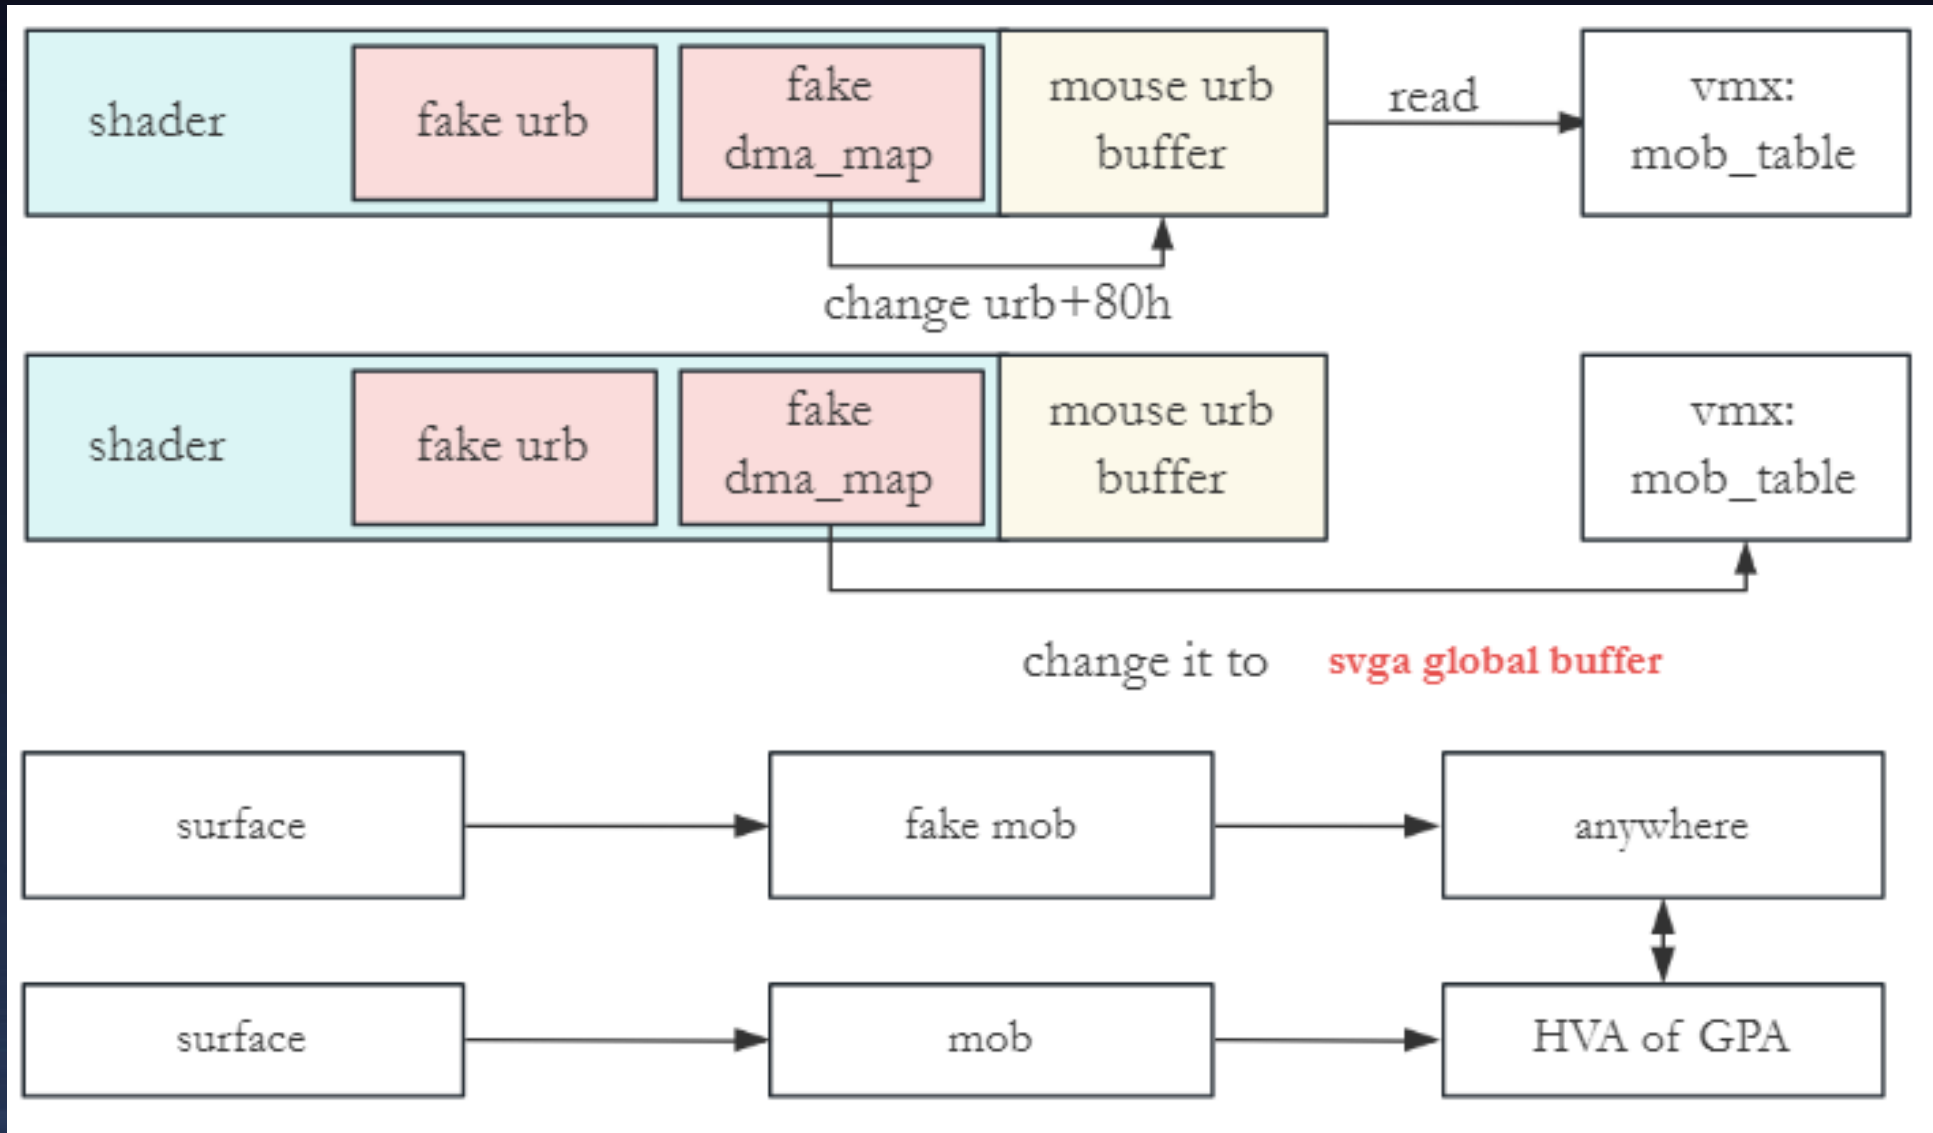 shader
fake urb
fake
dma_map
mouse urb
buffer
read
vmx:
mob_table
change urb+80h
shader
fake urb
fake
dma_map
mouse urb
buffer
vmx:
mob_table
change it to svga global buffer
surface
fake mob
anywhere
surface
mob
HVA of GPA